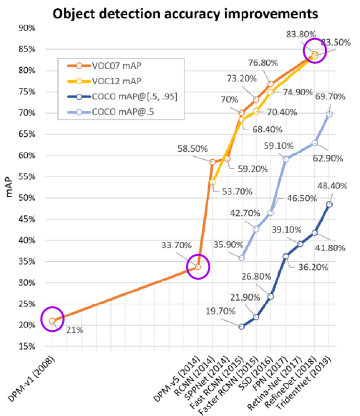 Object detection accuracy improvements
90%
85%
80%
75%
70%
65%
60%
55%
50%
45%
40%
35%
30%
25%
20%
15%
mAP
VOC07 mAP
VOC12 mAP
COCO mAP@[.5, .95]
COCO mAP@.5
83.80%
83.50%
76.80%
73.20%
74.90%
70%
70.40%
69.70%
68.40%
58.50%
59.10%
59.20%
62.90%
53.70%
46.50%
48.40%
42.70%
39.10%
41.80%
35.90%
36.20%
33.70%
26.80%
21.90%
19.70%
21%
DPM-v1 (2008)
DPM-v5 (2014)
RCNN (2014)
SPPNet (2014)
Fast RCNN (2015)
Faster RCNN (2015)
SSD (2016)
FPN (2017)
Retina-Net (2017)
RefineDet (2018)
TridentNet (2019)